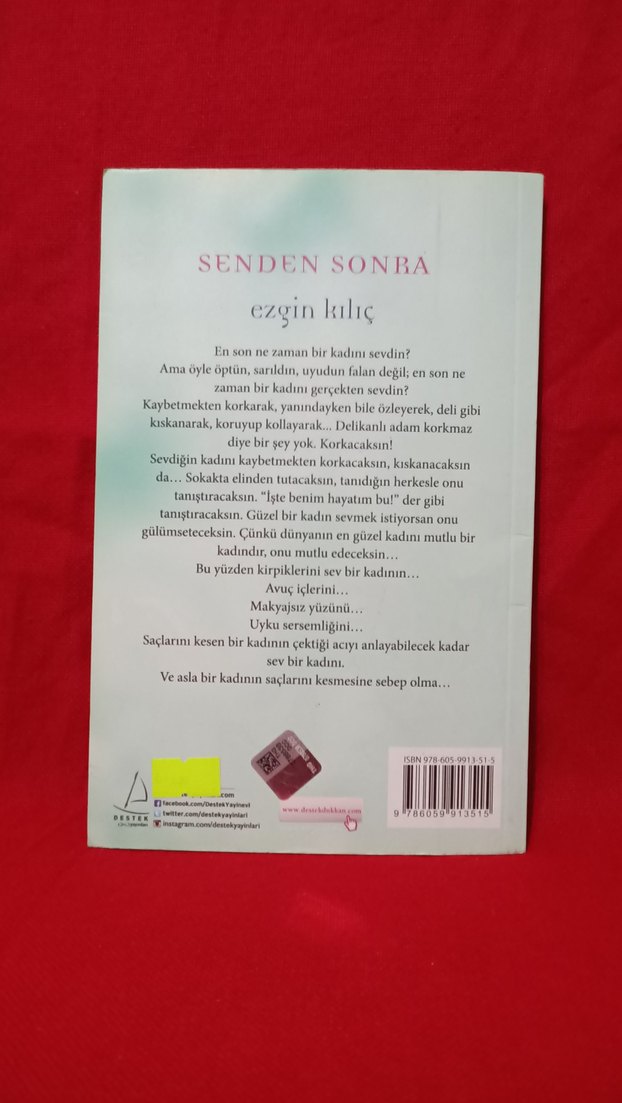 SENDEN SONRA
ezgin kılıç
En son ne zaman bir kadını sevdin?
Ama öyle öptün, sarıldın, uyudun falan değil; en son ne
zaman bir kadını gerçekten sevdin?
Kaybetmekten korkarak, yanındayken bile özleyerek, deli gibi
kıskanarak, koruyup kollayarak... Delikanlı adam korkmaz
diye bir şey yok. Korkacaksın!
Sevdiğin kadını kaybetmekten korkacaksın, kıskanacaksın
da… Sokakta elinden tutacaksın, tanıdığın herkesle onu
tanıştıracaksın. “İşte benim hayatım bu!” der gibi
tanıştıracaksın. Güzel bir kadın sevmek istiyorsan onu
gülümseteceksin. Çünkü dünyanın en güzel kadını mutlu bir
kadındır, onu mutlu edeceksin…
Bu yüzden kirpiklerini sev bir kadının…
Avuç içlerini…
Makyajsız yüzünü…
Uyku sersemliğini…
Saçlarını kesen bir kadının çektiği acıyı anlayabilecek kadar
sev bir kadını.
Ve asla bir kadının saçlarını kesmesine sebep olma…
ISBN 978-605-9913-51-5
9 786059 913515
DESTEK
.com
facebook.com/DestekYayinevi
twitter.com/destekyayinlari
instagram.com/destekyayinlari
www.destekdukkan.com